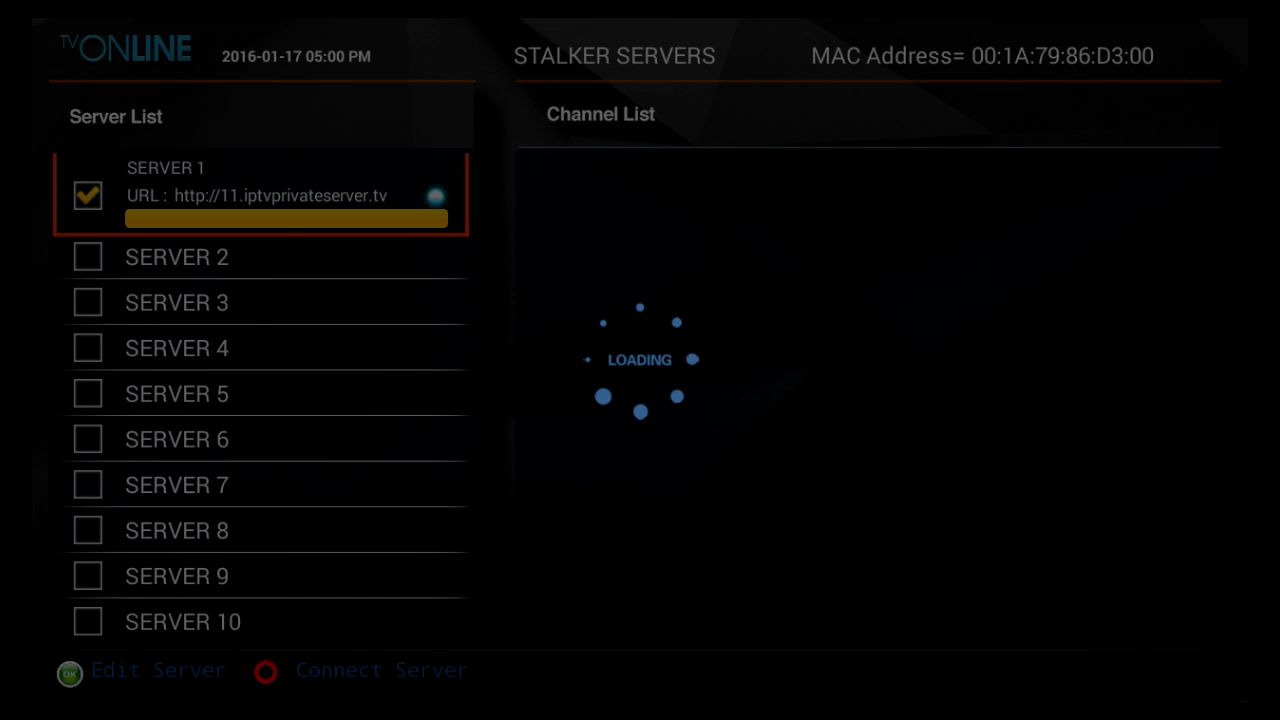 TVONLINE
2016-01-17 05:00 PM
STALKER SERVERS
MAC Address= 00:1A:79:86:D3:00
Server List
Channel List
SERVER 1
URL : http://11.iptvprivateserver.tv
SERVER 2
SERVER 3
SERVER 4
SERVER 5
SERVER 6
SERVER 7
SERVER 8
SERVER 9
SERVER 10
LOADING
OK Edit Server
Connect Server